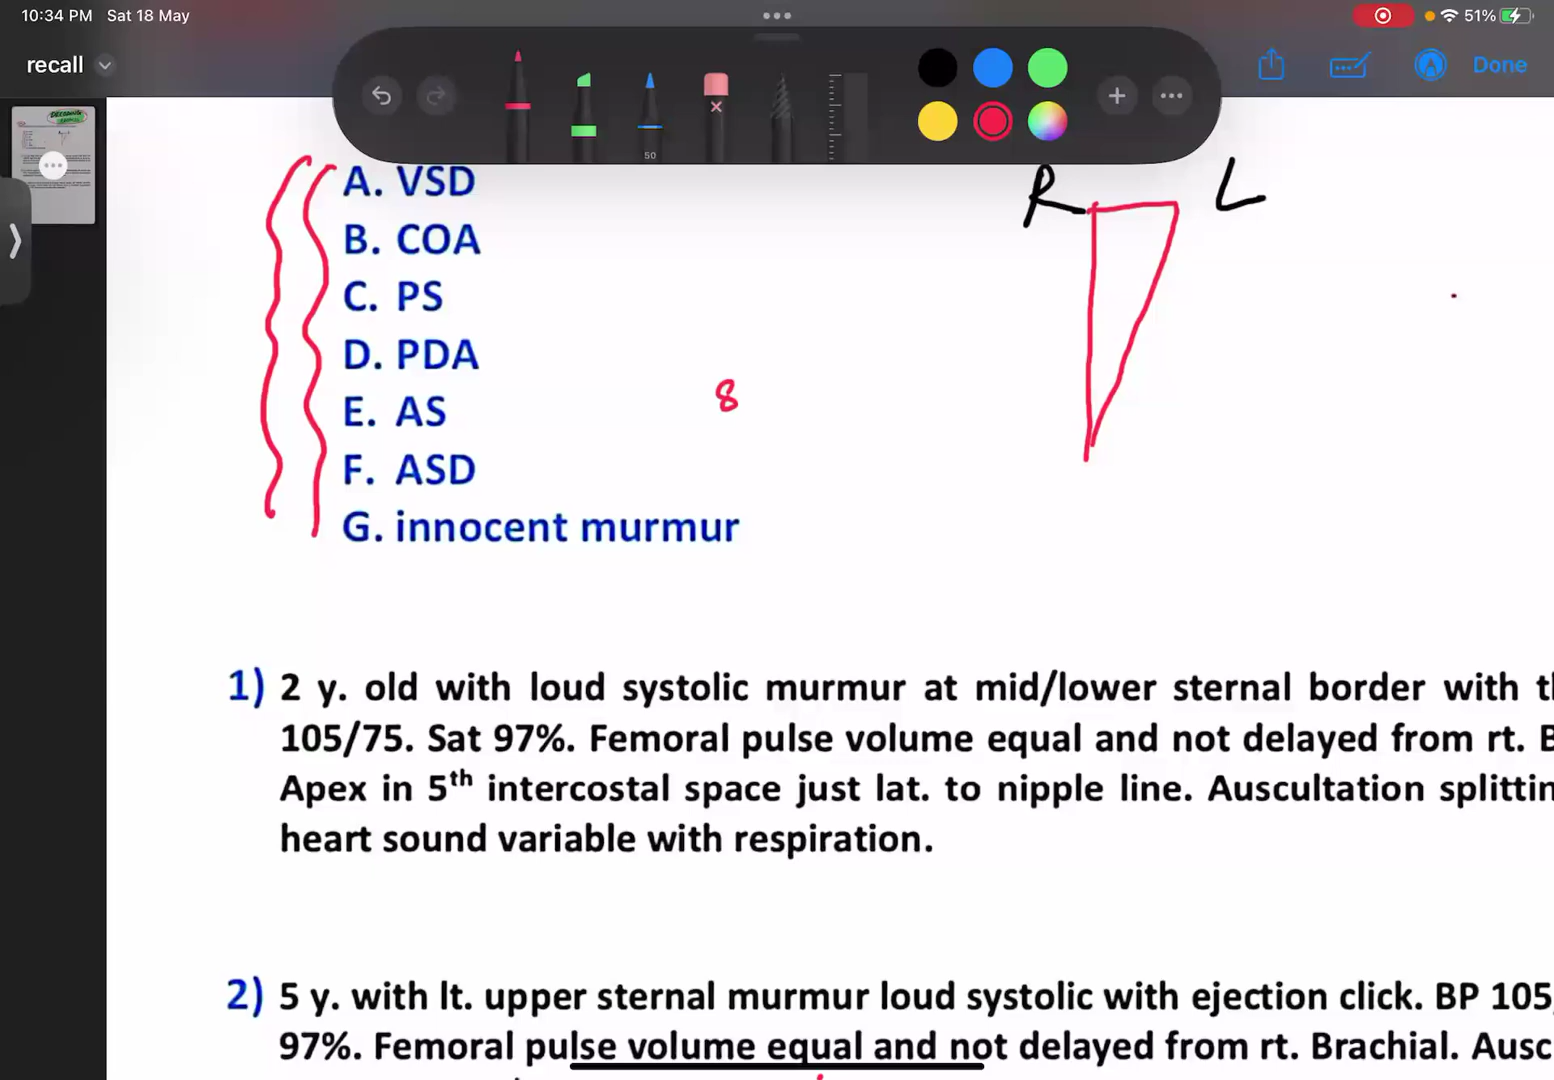 10:34 PM Sat 18 May
51%
recall
Done
50
A. VSD
B. COA
C. PS
D. PDA
E. AS
F. ASD
G. innocent murmur
R L
8
1) 2 y. old with loud systolic murmur at mid/lower sternal border with
105/75. Sat 97%. Femoral pulse volume equal and not delayed from rt.
Apex in 5th intercostal space just lat. to nipple line. Auscultation
heart sound variable with respiration.
2) 5 y. with lt. upper sternal murmur loud systolic with ejection click. BP 105
97%. Femoral pulse volume equal and not delayed from rt. Brachial.